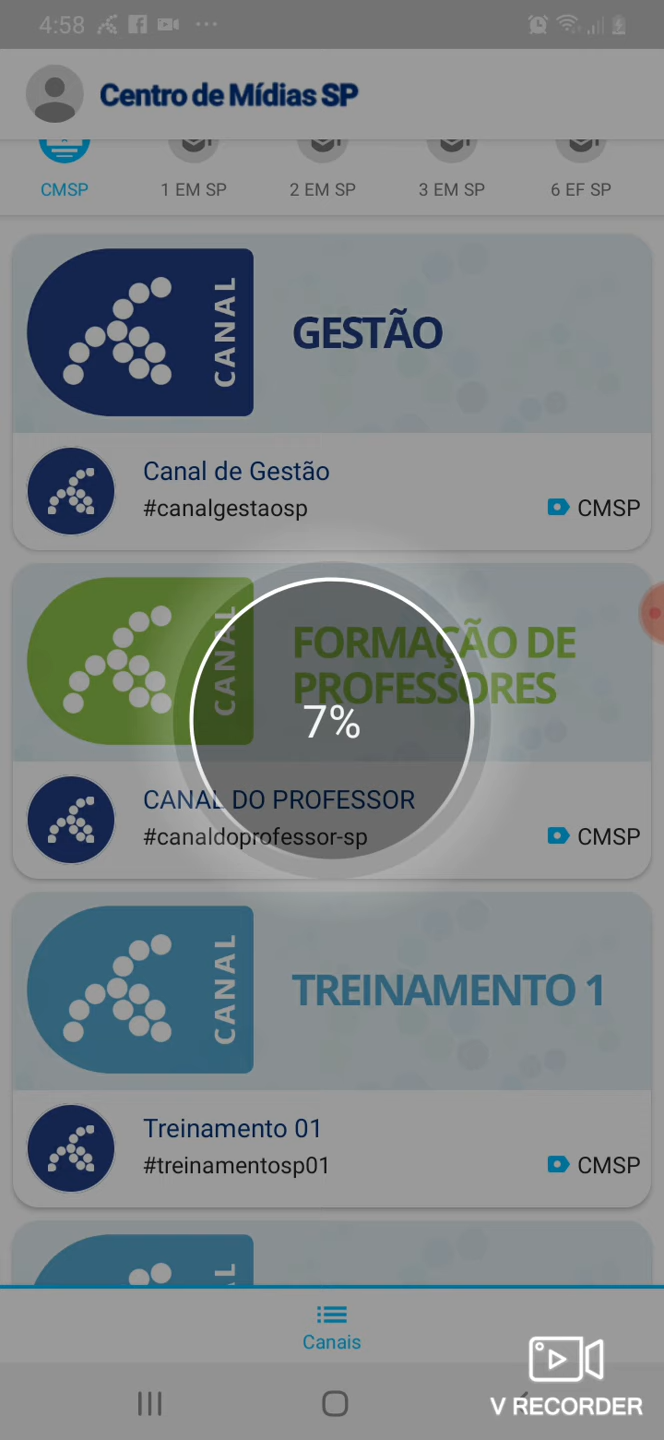 4:58
Centro de Mídias SP
CMSP
1 EM SP
2 EM SP
3 EM SP
6 EF SP
CANAL
GESTÃO
Canal de Gestão
#canalgestaosp
CMSP
CANAL
FORMAÇÃO DE
PROFESSORES
7%
CANAL DO PROFESSOR
#canaldoprofessor-sp
CMSP
CANAL
TREINAMENTO 1
Treinamento 01
#treinamentosp01
CMSP
AL
Canais
V RECORDER